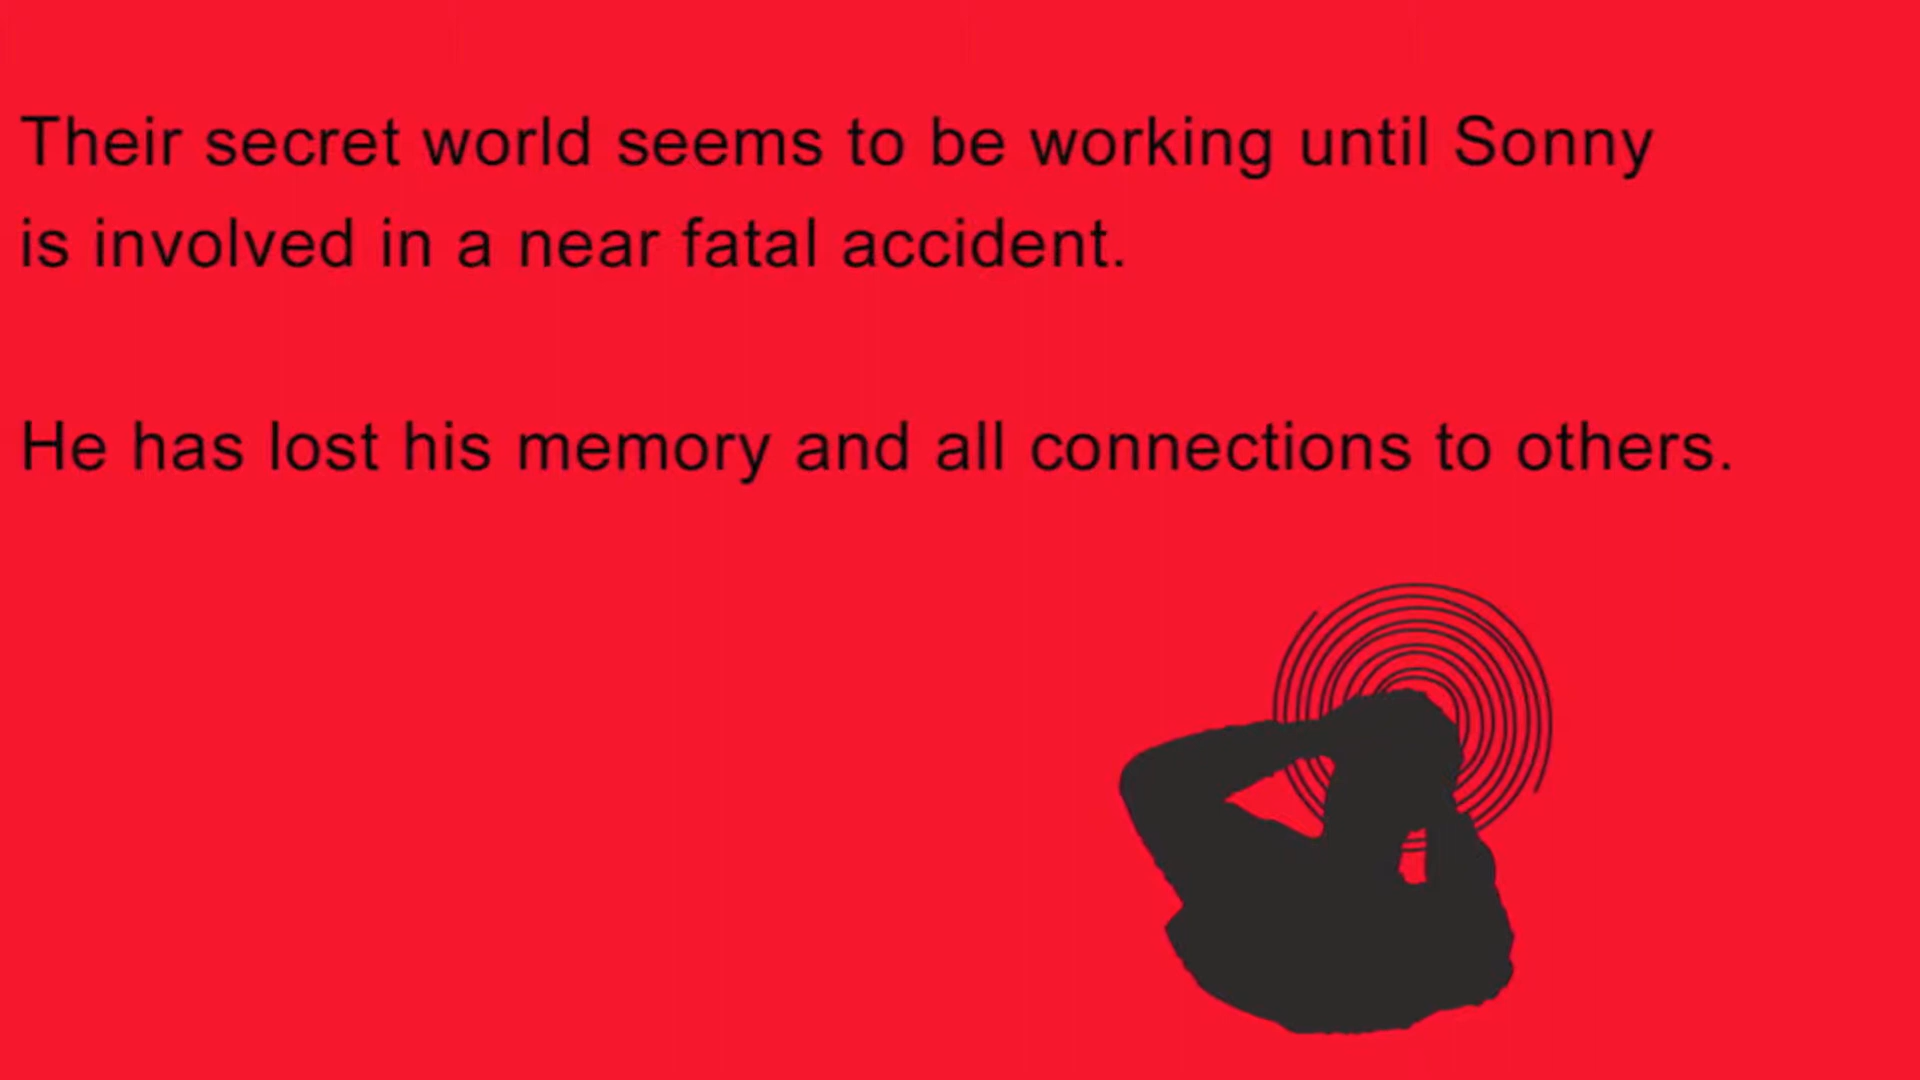 Their secret world seems to be working until Sonny
is involved in a near fatal accident.
He has lost his memory and all connections to others.